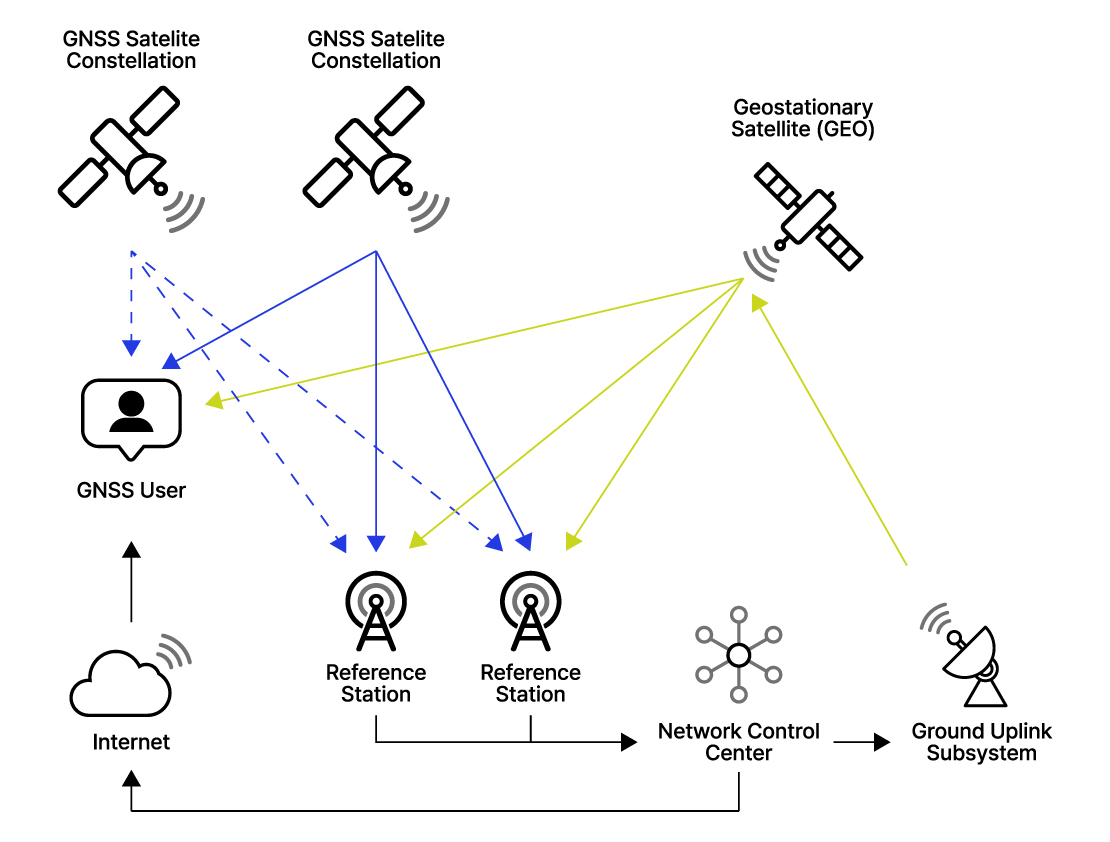 GNSS Satelite
Constellation
GNSS Satelite
Constellation
Geostationary
Satellite (GEO)
GNSS User
Reference
Station
Reference
Station
Internet
Network Control
Center
Ground Uplink
Subsystem